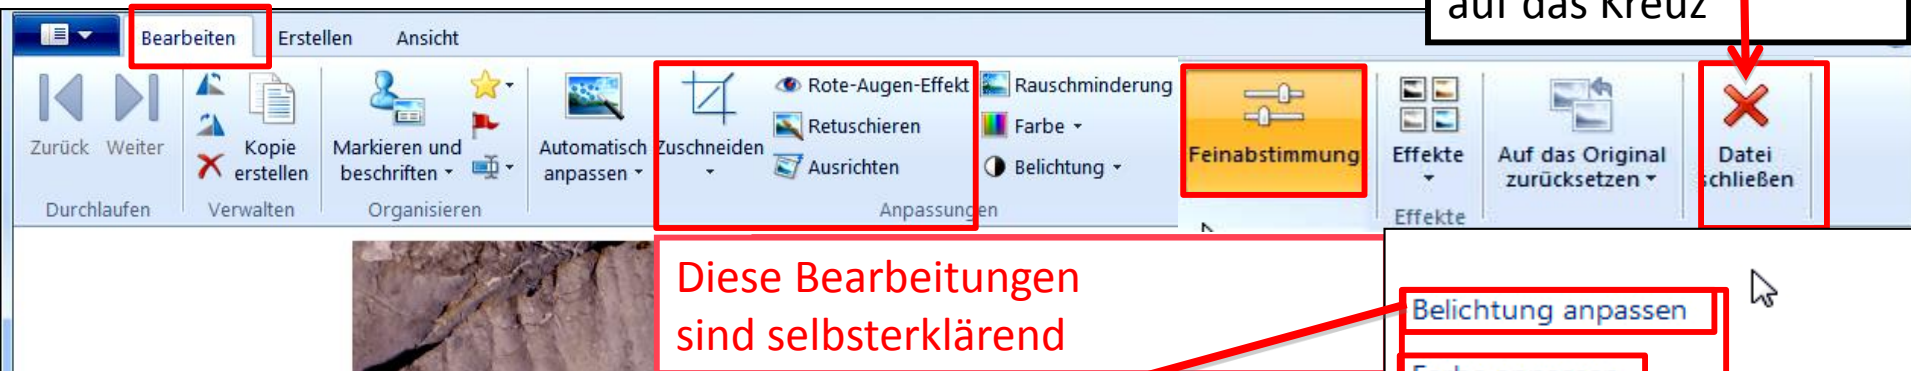 auf das Kreuz
Bearbeiten Erstellen Ansicht
Zurück Weiter
Kopie
erstellen
Markieren und
beschriften
Automatisch
anpassen
Zuschneiden
Rote-Augen-Effekt
Retuschieren
Ausrichten
Rauschminderung
Farbe
Belichtung
Feinabstimmung
Effekte
Auf das Original
zurücksetzen
Datei
schließen
Durchlaufen Verwalten Organisieren Anpassungen Effekte
Diese Bearbeitungen
sind selbsterklärend
Belichtung anpassen